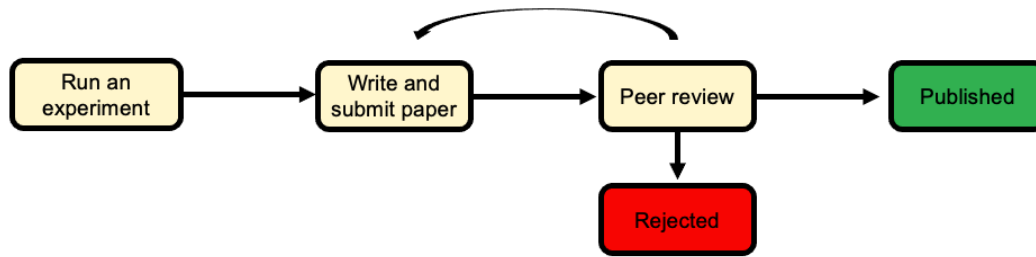 Run an
experiment
Write and
submit paper
Peer review
Published
Rejected